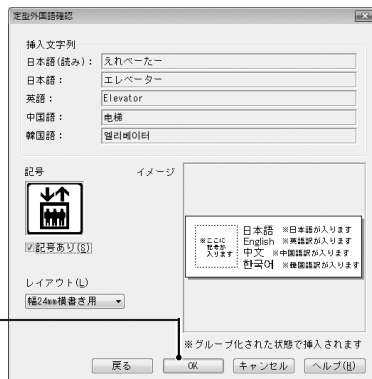 定型外国語確認
挿入文字列
日本語(読み)： えれべーたー
日本語： エレベーター
英語： Elevator
中国語： 电梯
韓国語： 엘리베이터
記号
イメージ
記号あり(S)
レイアウト(L)
幅24mm横書き用
※ここに
記号が
入ります
日本語 ※日本語が入ります
English ※英語訳が入ります
中文 ※中国語訳が入ります
한국어 ※韓国語訳が入ります
※グループ化された状態で挿入されます
戻る OK キャンセル ヘルプ(H)